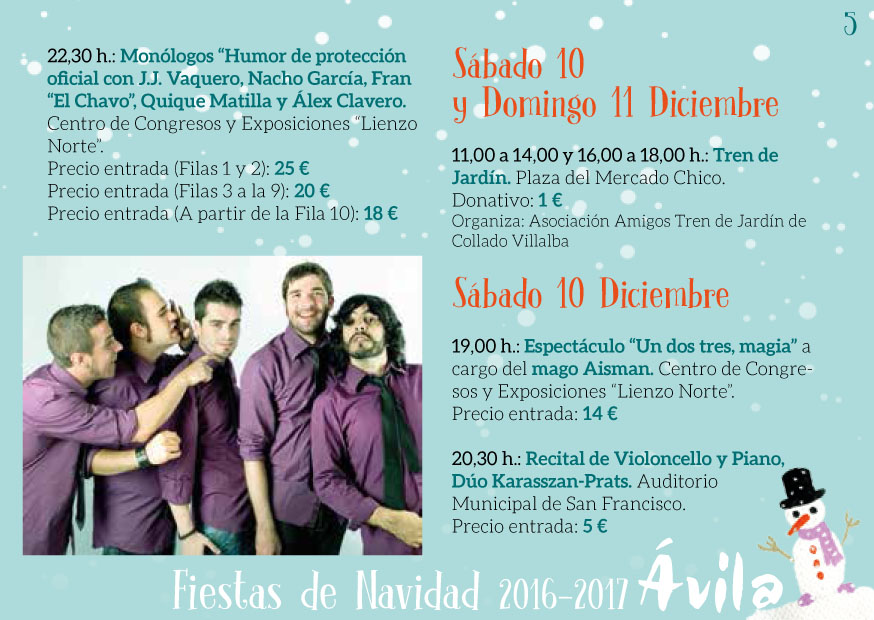 5
22,30 h.: Monólogos “Humor de protección
oficial con J.J. Vaquero, Nacho García, Fran
“El Chavo”, Quique Matilla y Álex Clavero.
Centro de Congresos y Exposiciones “Lienzo
Norte”.
Precio entrada (Filas 1 y 2): 25 €
Precio entrada (Filas 3 a la 9): 20 €
Precio entrada (A partir de la Fila 10): 18 €
Sábado 10
y Domingo 11 Diciembre
11,00 a 14,00 y 16,00 a 18,00 h.: Tren de
Jardín. Plaza del Mercado Chico.
Donativo: 1 €
Organiza: Asociación Amigos Tren de Jardín de
Collado Villalba
Sábado 10 Diciembre
19,00 h.: Espectáculo “Un dos tres, magia” a
cargo del mago Aisman. Centro de Congre-
sos y Exposiciones “Lienzo Norte”.
Precio entrada: 14 €
20,30 h.: Recital de Violoncello y Piano,
Dúo Karasszan-Prats. Auditorio
Municipal de San Francisco.
Precio entrada: 5 €
Fiestas de Navidad 2016-2017 Ávila